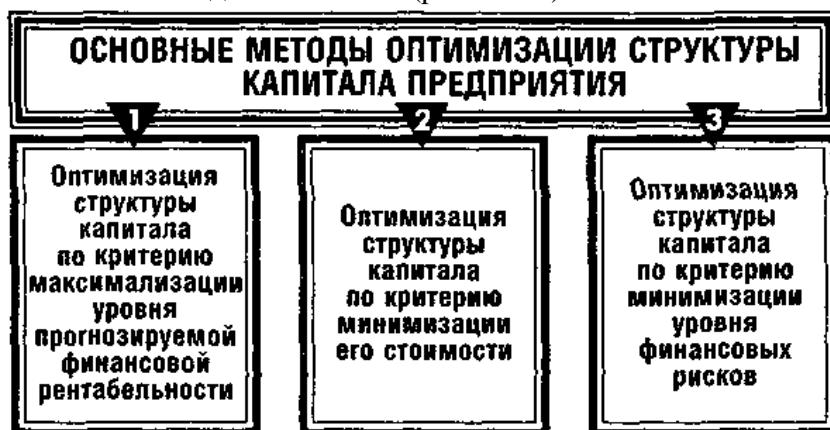 ОСНОВНЫЕ МЕТОДЫ ОПТИМИЗАЦИИ СТРУКТУРЫ
КАПИТАЛА ПРЕДПРИЯТИЯ
1
Оптимизация
структуры
капитала
по критерию
максимализации
уровня
прогнозируемой
финансовой
рентабельности
2
Оптимизация
структуры
капитала
по критерию
минимизации
его стоимости
3
Оптимизация
структуры
капитала
по критерию
минимизации
уровня
финансовых
рисков